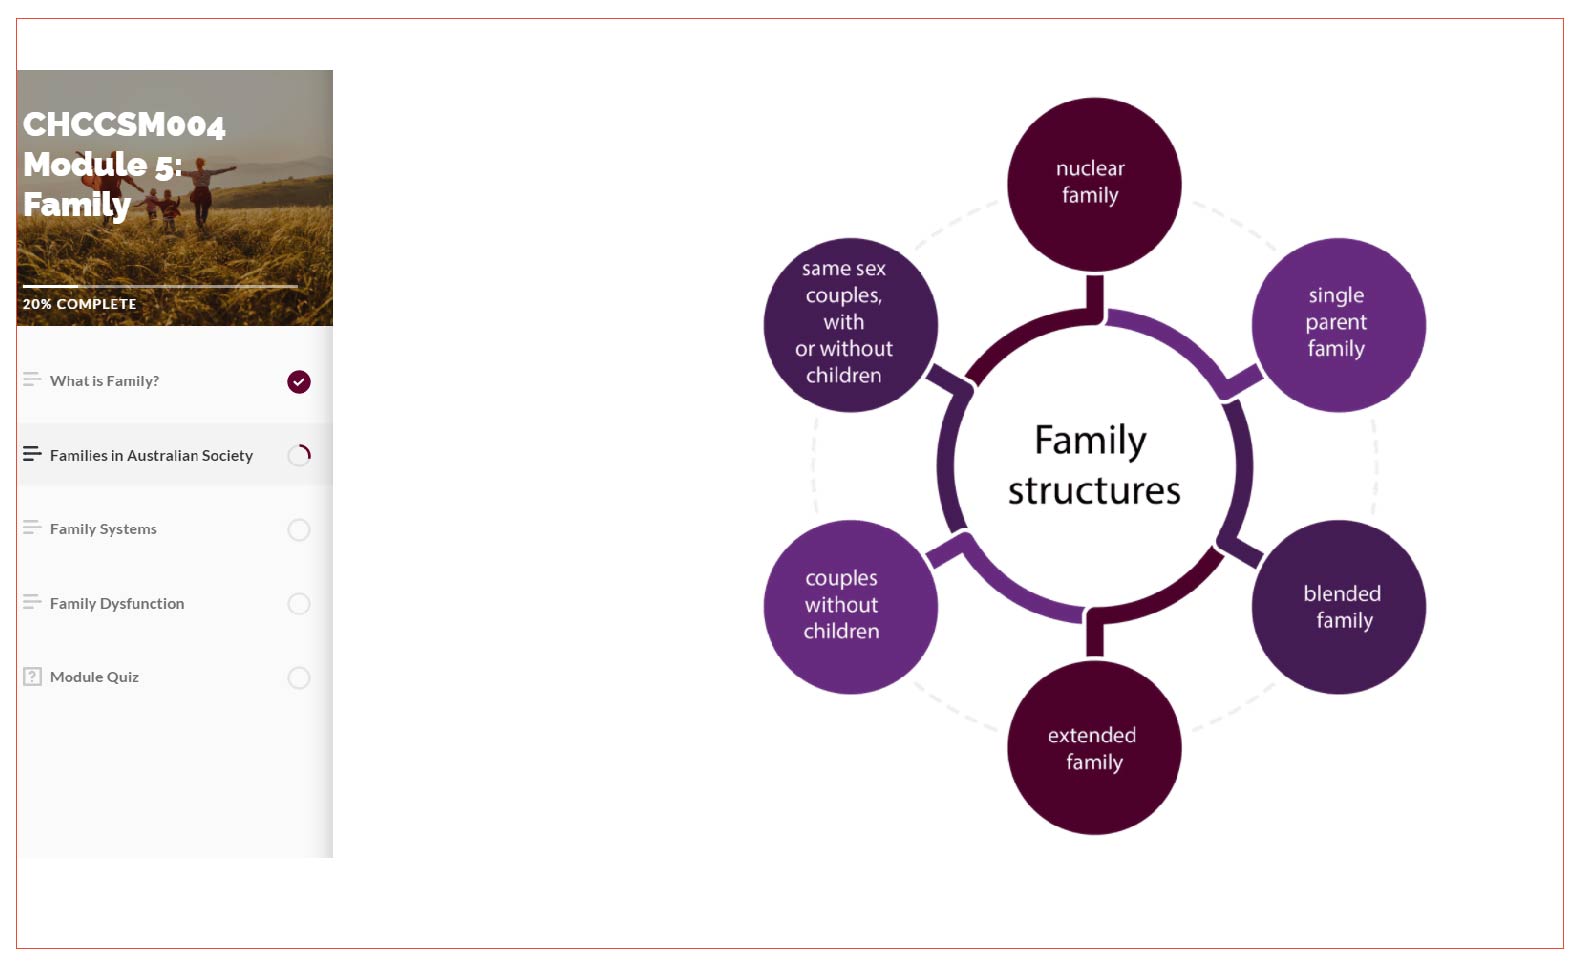 CHCCSM004
Module 5:
Family
20% COMPLETE
What is Family?
Families in Australian Society
Family Systems
Family Dysfunction
?
Module Quiz
nuclear
family
single
parent
family
blended
family
extended
family
couples
without
children
same sex
couples,
with
or without
children
Family
structures